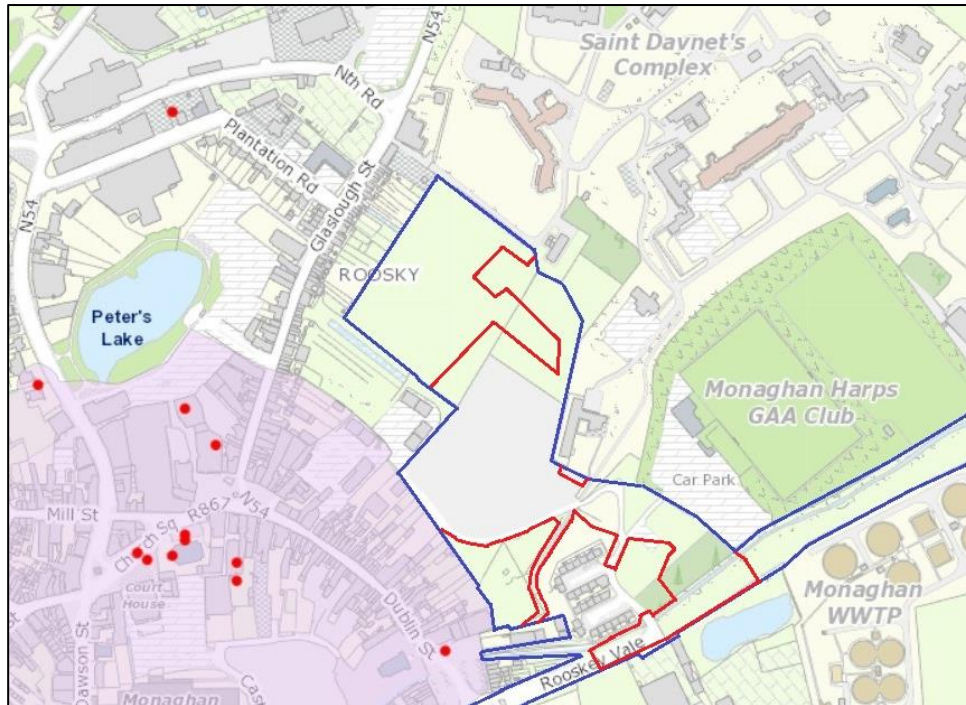 Saint Davnet's
Complex
N54
Nth Rd
Plantation Rd
Glaslough St
N54
ROOSKY
Peter's
Lake
Monaghan Harps
GAA Club
Car Park
Mill St
Church Sq
R867
N54
Court
House
Dublin St
Dawson St
Monaghan
WWTP
Rooskey Vale
Monaghan